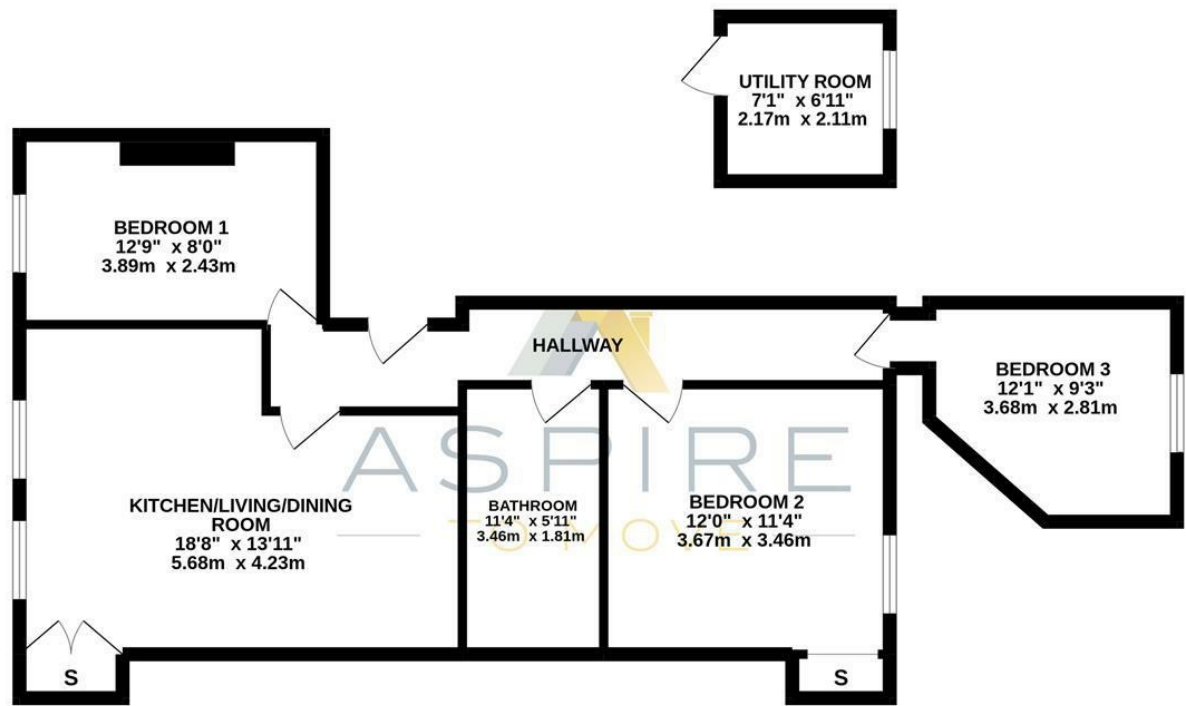 UTILITY ROOM
7'1" x 6'11"
2.17m x 2.11m
BEDROOM 1
12'9" x 8'0"
3.89m x 2.43m
HALLWAY
BEDROOM 3
12'1" x 9'3"
3.68m x 2.81m
ASPIRE
TO MOVE
KITCHEN/LIVING/DINING
ROOM
18'8" x 13'11"
5.68m x 4.23m
BATHROOM
11'4" x 5'11"
3.46m x 1.81m
BEDROOM 2
12'0" x 11'4"
3.67m x 3.46m
S
S